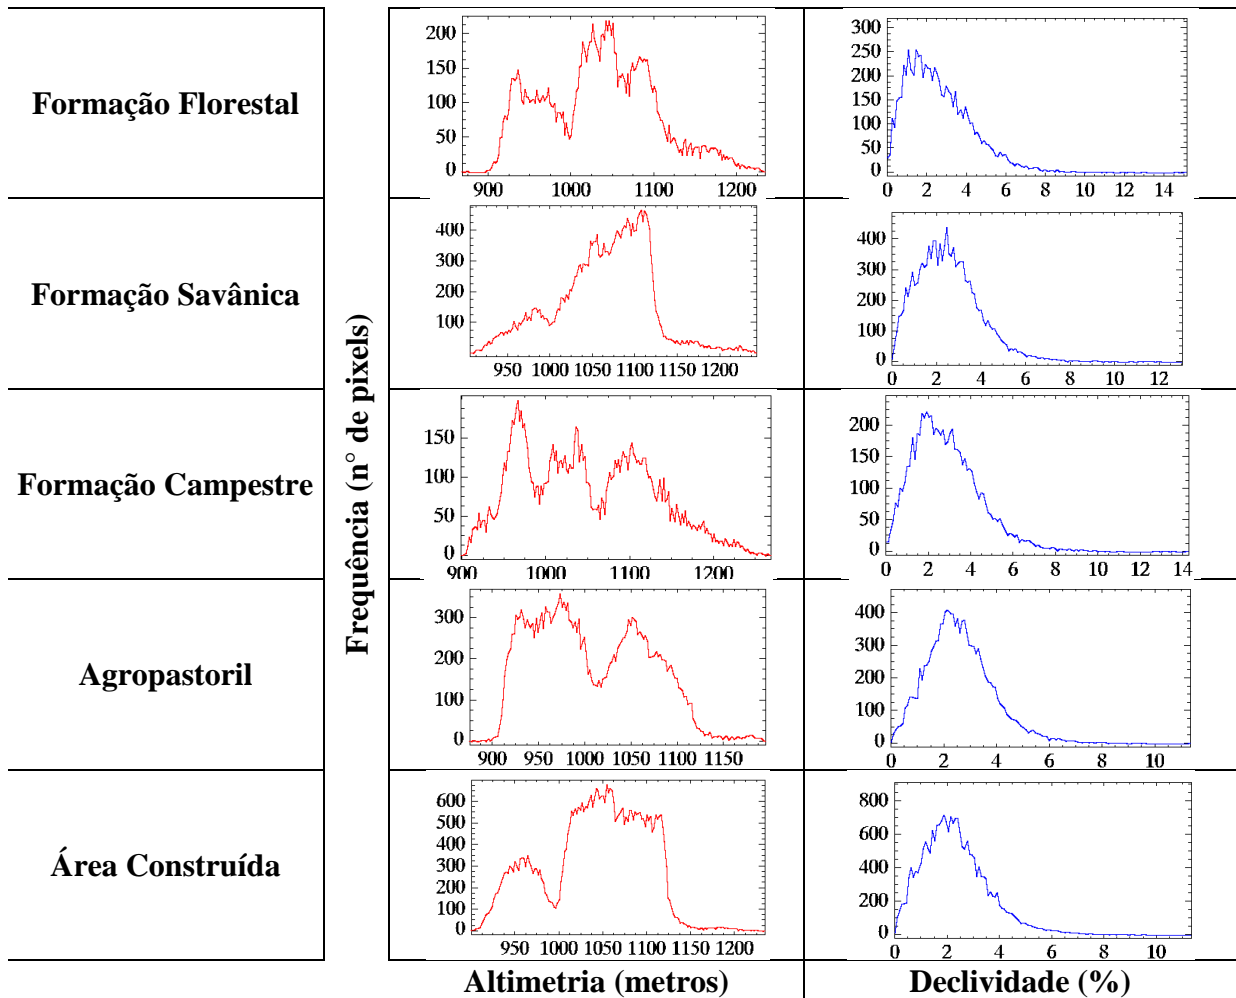 Formação Florestal
200
150
100
50
0
900 1000 1100 1200
300
250
200
150
100
50
0
0 2 4 6 8 10 12 14
Formação Savânica
400
300
200
100
950 1000 1050 1100 1150 1200
400
300
200
100
0
0 2 4 6 8 10 12
Formação Campestre
150
100
50
0
900 1000 1100 1200
200
150
100
50
0
0 2 4 6 8 10 12 14
Agropastoril
300
200
100
0
900 950 1000 1050 1100 1150
400
300
200
100
0
0 2 4 6 8 10
Área Construída
600
500
400
300
200
100
0
950 1000 1050 1100 1150 1200
800
600
400
200
0
0 2 4 6 8 10
Frequência (n° de pixels)
Altimetria (metros)
Declividade (%)